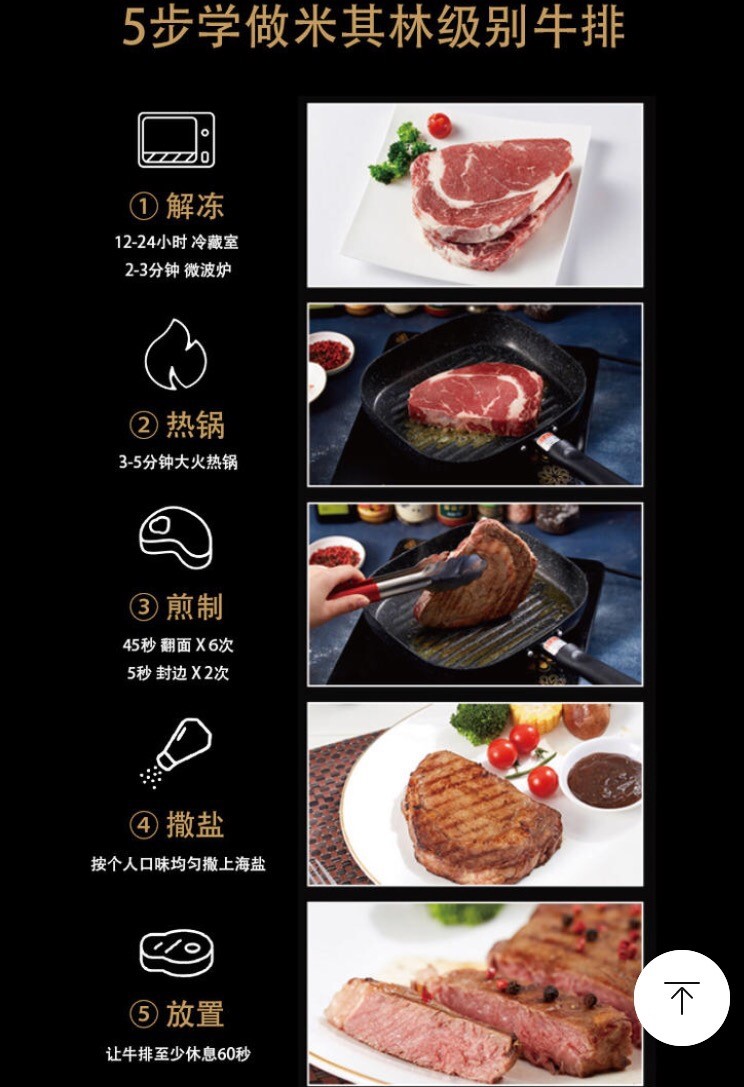 5步学做米其林级别牛排
① 解冻
12-24小时 冷藏室
2-3分钟 微波炉
② 热锅
3-5分钟大火热锅
③ 煎制
45秒 翻面 X 6次
5秒 封边 X 2次
④ 撒盐
按个人口味均匀撒上海盐
⑤ 放置
让牛排至少休息60秒